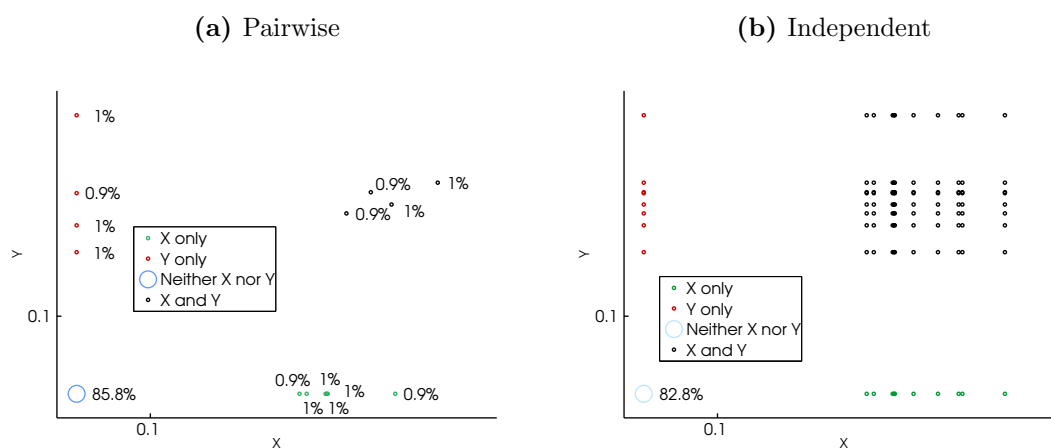 (a) Pairwise
1%
0.9%
1%
1%
0.9%
1%
0.9%
1%
X only
Y only
Neither X nor Y
X and Y
Y
0.1
85.8%
0.9%
1%
1%
0.9%
1%
1%
0.1
X
(b) Independent
Y
X only
Y only
Neither X nor Y
X and Y
0.1
82.8%
0.1
X